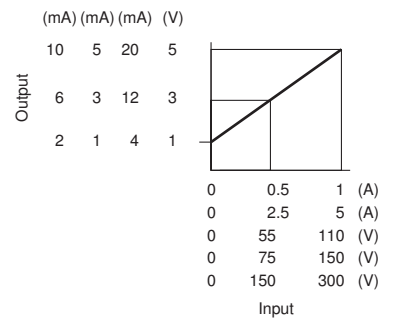 (mA) (mA) (mA) (V)
10 5 20 5
Output
6 3 12 3
2 1 4 1
0 0.5 1 (A)
0 2.5 5 (A)
0 55 110 (V)
0 75 150 (V)
0 150 300 (V)
Input